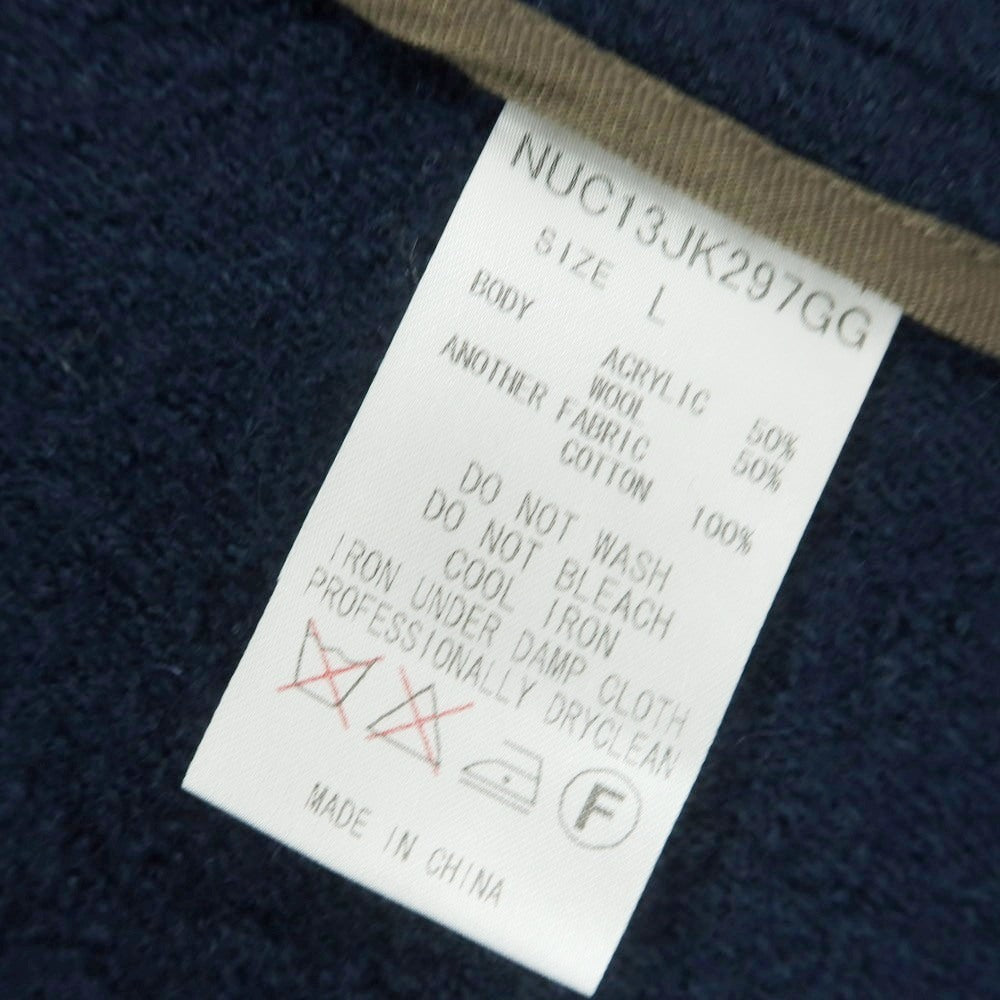 NUC13JK297GG
SIZE L
BODY
ACRYLIC 50%
WOOL 50%
ANOTHER FABRIC
COTTON 100%
DO NOT WASH
DO NOT BLEACH
COOL IRON
IRON UNDER DAMP CLOTH
PROFESSIONALLY DRYCLEAN
F
MADE IN CHINA